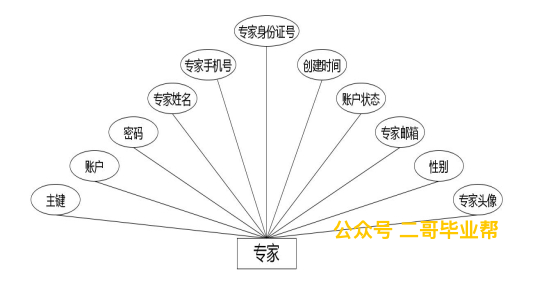 专家身份证号
专家手机号
创建时间
专家姓名
账户状态
密码
专家邮箱
账户
性别
主键
专家头像
公众号 二哥毕业帮
专家